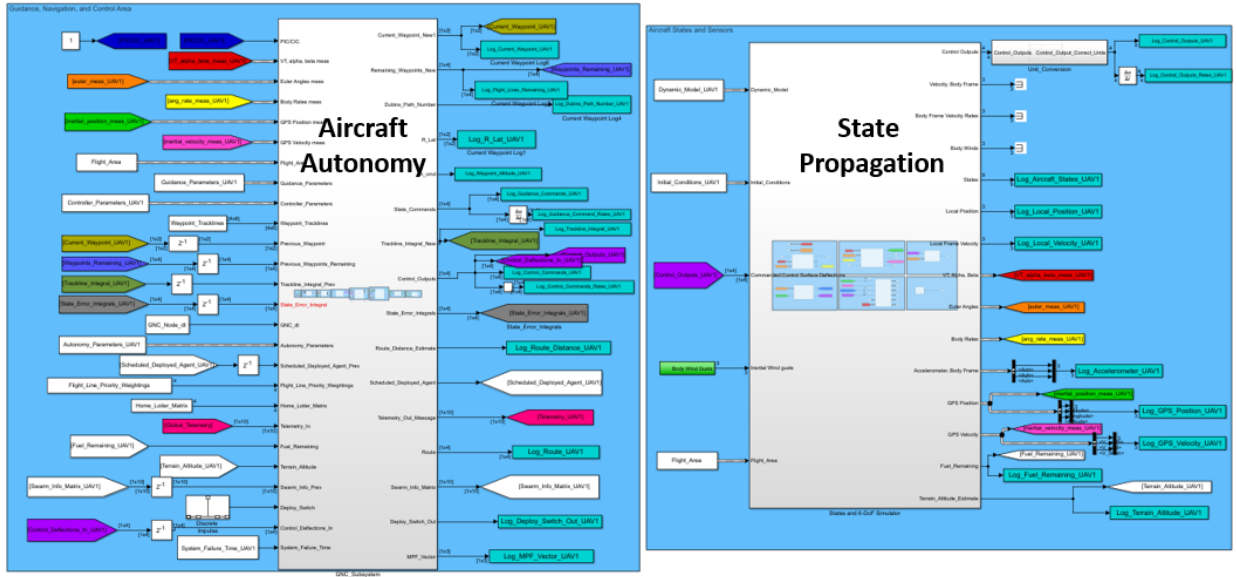 Guidance, Navigation, and Control Area
1
PIC/CIC
[VT_alpha_beta_meas_UAV1]
VT, alpha, beta meas
[euler_meas_UAV1]
Euler Angles meas
[ang_rate_meas_UAV1]
Body Rates meas
[inertial_position_meas_UAV1]
GPS Position meas
[inertial_velocity_meas_UAV1]
GPS Velocity meas
Flight_Area
Guidance_Parameters_UAV1
Guidance_Parameters
Controller_Parameters_UAV1
Controller_Parameters
Waypoint_Tracklines
[4x6]
Waypoint_Tracklines
[Current_Waypoint_UAV1]
Previous_Waypoint
[Waypoints_Remaining_UAV1]
Previous_Waypoints_Remaining
[Trackline_Integral_UAV1]
Trackline_Integral_Prev
[State_Error_Integrals_UAV1]
State_Error_Integral
GNC_Node_dt
GNC_dt
Autonomy_Parameters_UAV1
Autonomy_Parameters
[Scheduled_Deployed_Agent_UAV1]
Scheduled_Deployed_Agent_Prev
Flight_Line_Priority_Weightings
Flight_Line_Priority_Weightings
Home_Loiter_Matrix
Home_Loiter_Matrix
[Global_Telemetry]
Telemetry_In
[Fuel_Remaining_UAV1]
Fuel_Remaining
[Terrain_Altitude_UAV1]
Terrain_Altitude
[Swarm_Info_Matrix_UAV1]
Swarm_Info_Prev
Discrete
Impulse
Deploy_Switch
[Control_Deflections_In_UAV1]
Control_Deflections_In
System_Failure_Time_UAV1
System_Failure_Time
Aircraft
Autonomy
Current_Waypoint_New1
[Current_Waypoint_UAV1]
Log_Current_Waypoint_UAV1
Remaining_Waypoints_New
[Waypoints_Remaining_UAV1]
Log_Flight_Lines_Remaining_UAV1
Dubins_Path_Number
Log_Dubins_Path_Number_UAV1
Current Waypoint Log4
R_Lat
Log_R_Lat_UAV1
Current Waypoint Log1
Log_Waypoint_Altitude_UAV1
State_Commands
Log_Guidance_Commands_UAV1
Log_Guidance_Command_Rates_UAV1
Log_Trackline_Integral_UAV1
Trackline_Integral_New
[Trackline_Integral_UAV1]
Control_Outputs
Log_Control_Commands_UAV1
Log_Control_Commands_Rates_UAV1
State_Error_Integrals
[State_Error_Integrals_UAV1]
State_Error_Integrals
Route_Distance_Estimate
Log_Route_Distance_UAV1
Scheduled_Deployed_Agent
[Scheduled_Deployed_Agent_UAV1]
Telemetry_Out_Message
[Telemetry_UAV1]
Route
Log_Route_UAV1
Swarm_Info_Matrix
[Swarm_Info_Matrix_UAV1]
Deploy_Switch_Out
Log_Deploy_Switch_Out_UAV1
MPF_Vector
Log_MPF_Vector_UAV1
GNC_Subsystem
Aircraft States and Sensors
Dynamic_Model_UAV1
Dynamic_Model
Initial_Conditions_UAV1
Initial_Conditions
[Control_Outputs_UAV1]
Commanded Control Surface Deflections
Body Wind Gusts
Inertial Wind gusts
Flight_Area
Flight_Area
State
Propagation
Control Outputs
Control_Outputs Control_Output_Correct_Units
Unit_Conversion
Log_Control_Outputs_UAV1
Log_Control_Outputs_Rates_UAV1
Velocity, Body Frame
Body Frame Velocity Rates
Body Winds
States
Log_Aircraft_States_UAV1
Local Position
Log_Local_Position_UAV1
Local Frame Velocity
Log_Local_Velocity_UAV1
VT, Alpha, Beta
[VT_alpha_beta_meas_UAV1]
Euler Angles
[euler_meas_UAV1]
Body Rates
[ang_rate_meas_UAV1]
Accelerometer, Body Frame
Log_Accelerometer_UAV1
GPS Position
[inertial_position_meas_UAV1]
Log_GPS_Position_UAV1
GPS Velocity
[inertial_velocity_meas_UAV1]
Log_GPS_Velocity_UAV1
Fuel_Remaining
[Fuel_Remaining_UAV1]
Log_Fuel_Remaining_UAV1
Terrain_Altitude_Estimate
[Terrain_Altitude_UAV1]
Log_Terrain_Altitude_UAV1
States and 6-DoF Simulator